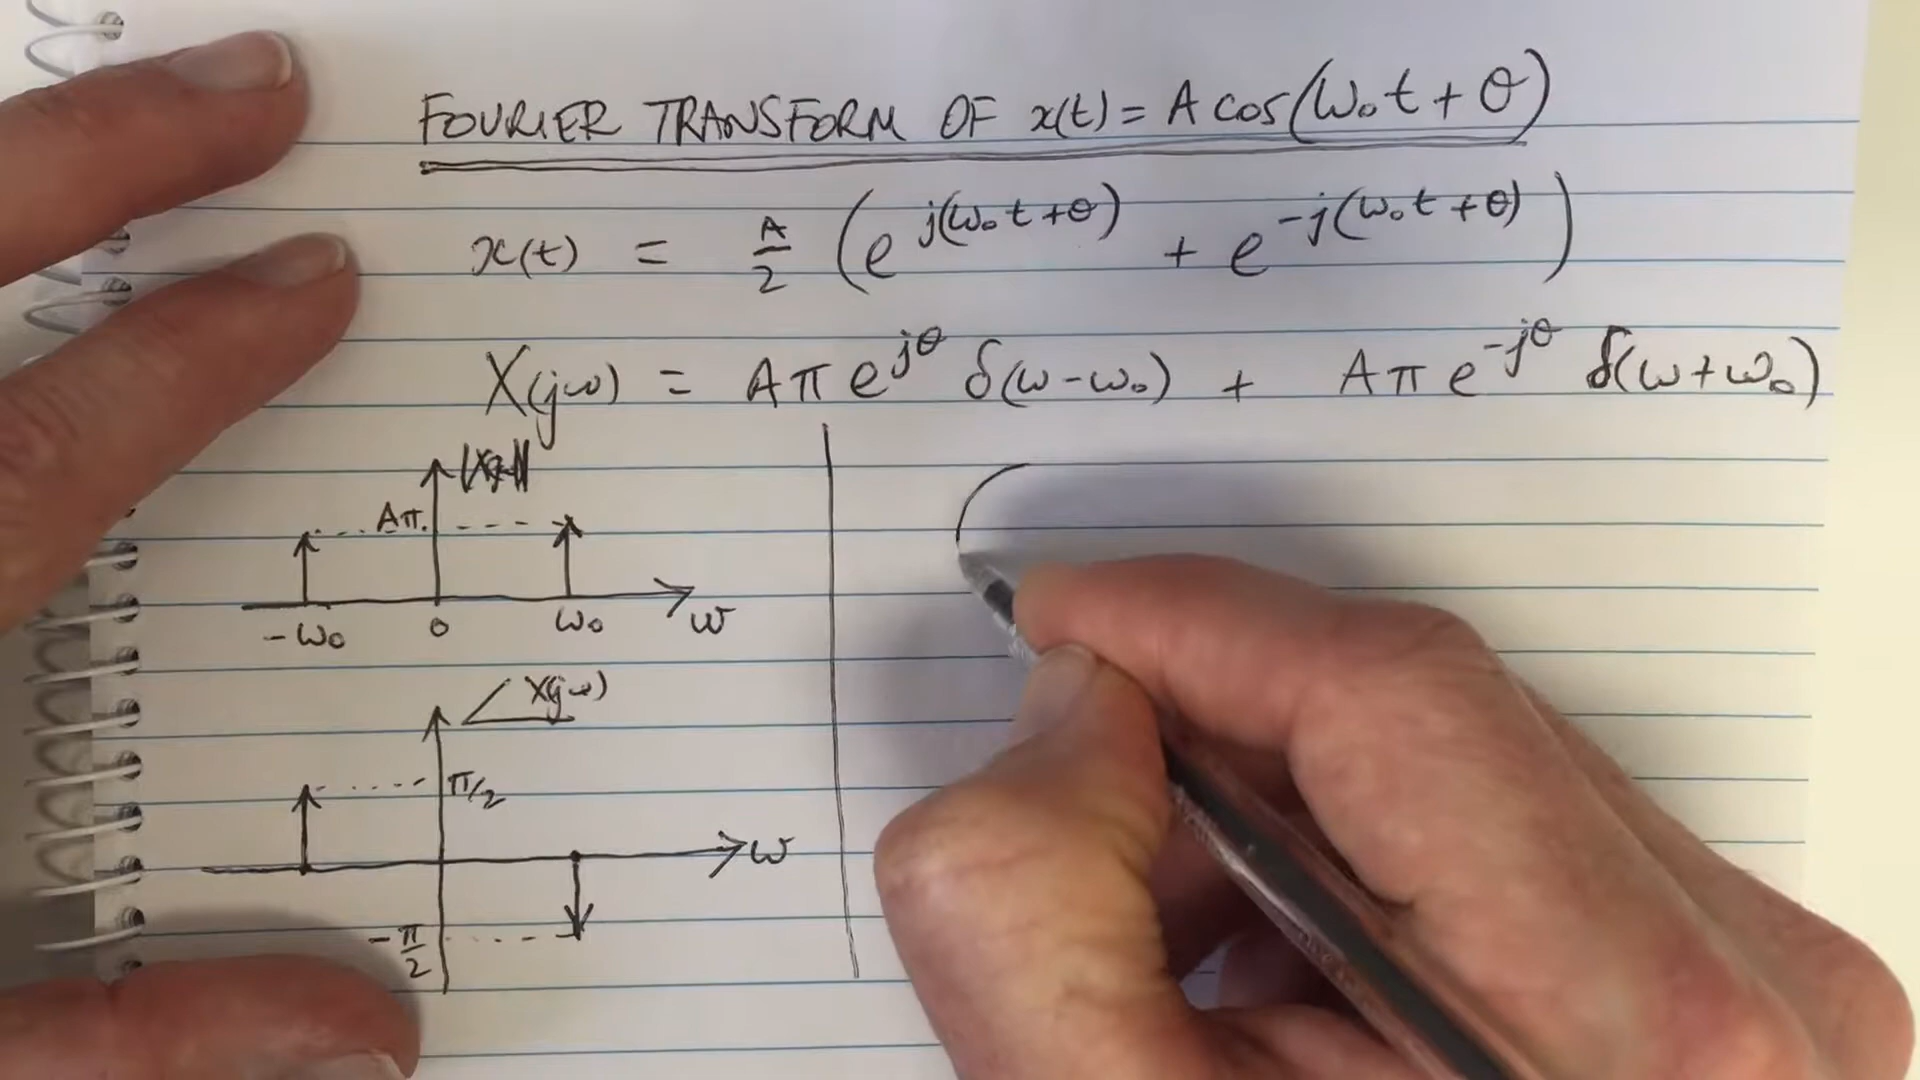 FOURIER TRANSFORM OF x(t) = A cos(ω₀t + θ)
x(t) = A/2 (e^{j(ω₀t+θ)} + e^{-j(ω₀t+θ)})
X(jω) = Aπ e^{jθ} δ(ω-ω₀) + Aπ e^{-jθ} δ(ω+ω₀)
Aπ
-ω₀ 0 ω₀ ω
∠X(jω)
π/2
ω
-π/2